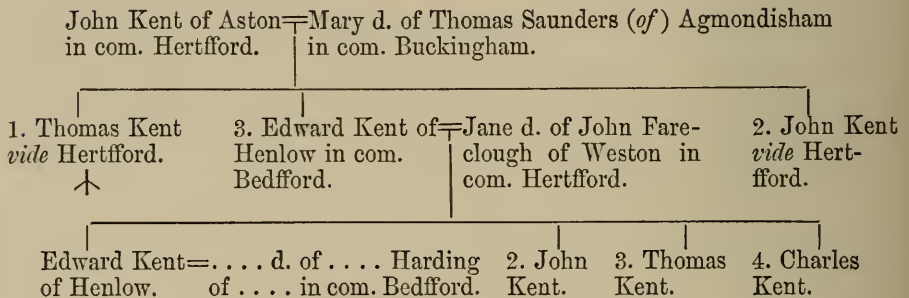 John Kent of Aston=Mary d. of Thomas Saunders (of) Agmondisham
in com. Hertfford. in com. Buckingham.
1. Thomas Kent
vide Hertfford.
3. Edward Kent of=Jane d. of John Fare-
Henlow in com. clough of Weston in
Bedfford. com. Hertfford.
2. John Kent
vide Hert-
fford.
Edward Kent=. . . . d. of . . . . Harding
of Henlow. of . . . . in com. Bedfford.
2. John
Kent.
3. Thomas
Kent.
4. Charles
Kent.